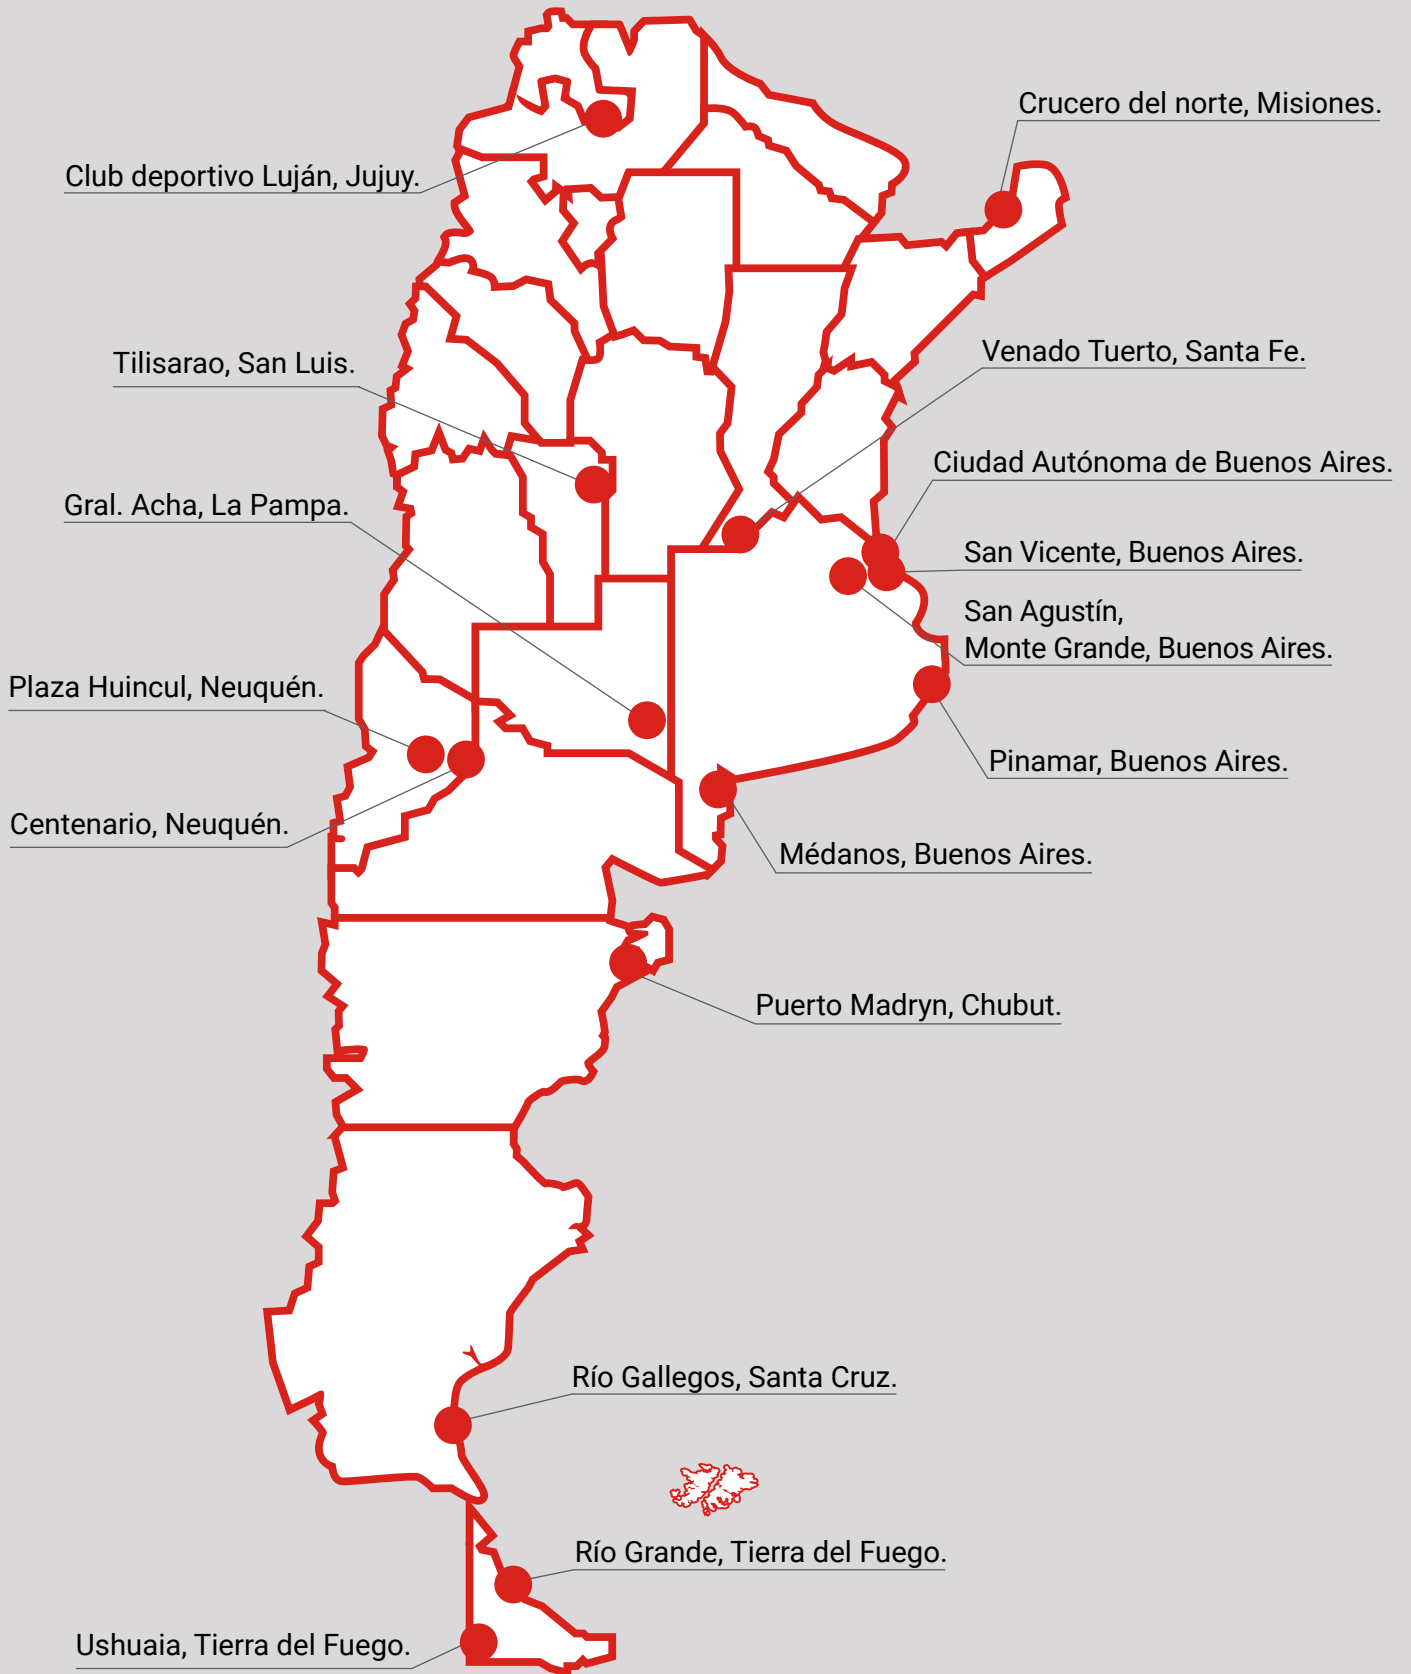 Crucero del norte, Misiones.
Club deportivo Luján, Jujuy.
Venado Tuerto, Santa Fe.
Tilisarao, San Luis.
Ciudad Autónoma de Buenos Aires.
Gral. Acha, La Pampa.
San Vicente, Buenos Aires.
San Agustín,
Monte Grande, Buenos Aires.
Plaza Huincul, Neuquén.
Pinamar, Buenos Aires.
Centenario, Neuquén.
Médanos, Buenos Aires.
Puerto Madryn, Chubut.
Río Gallegos, Santa Cruz.
Río Grande, Tierra del Fuego.
Ushuaia, Tierra del Fuego.